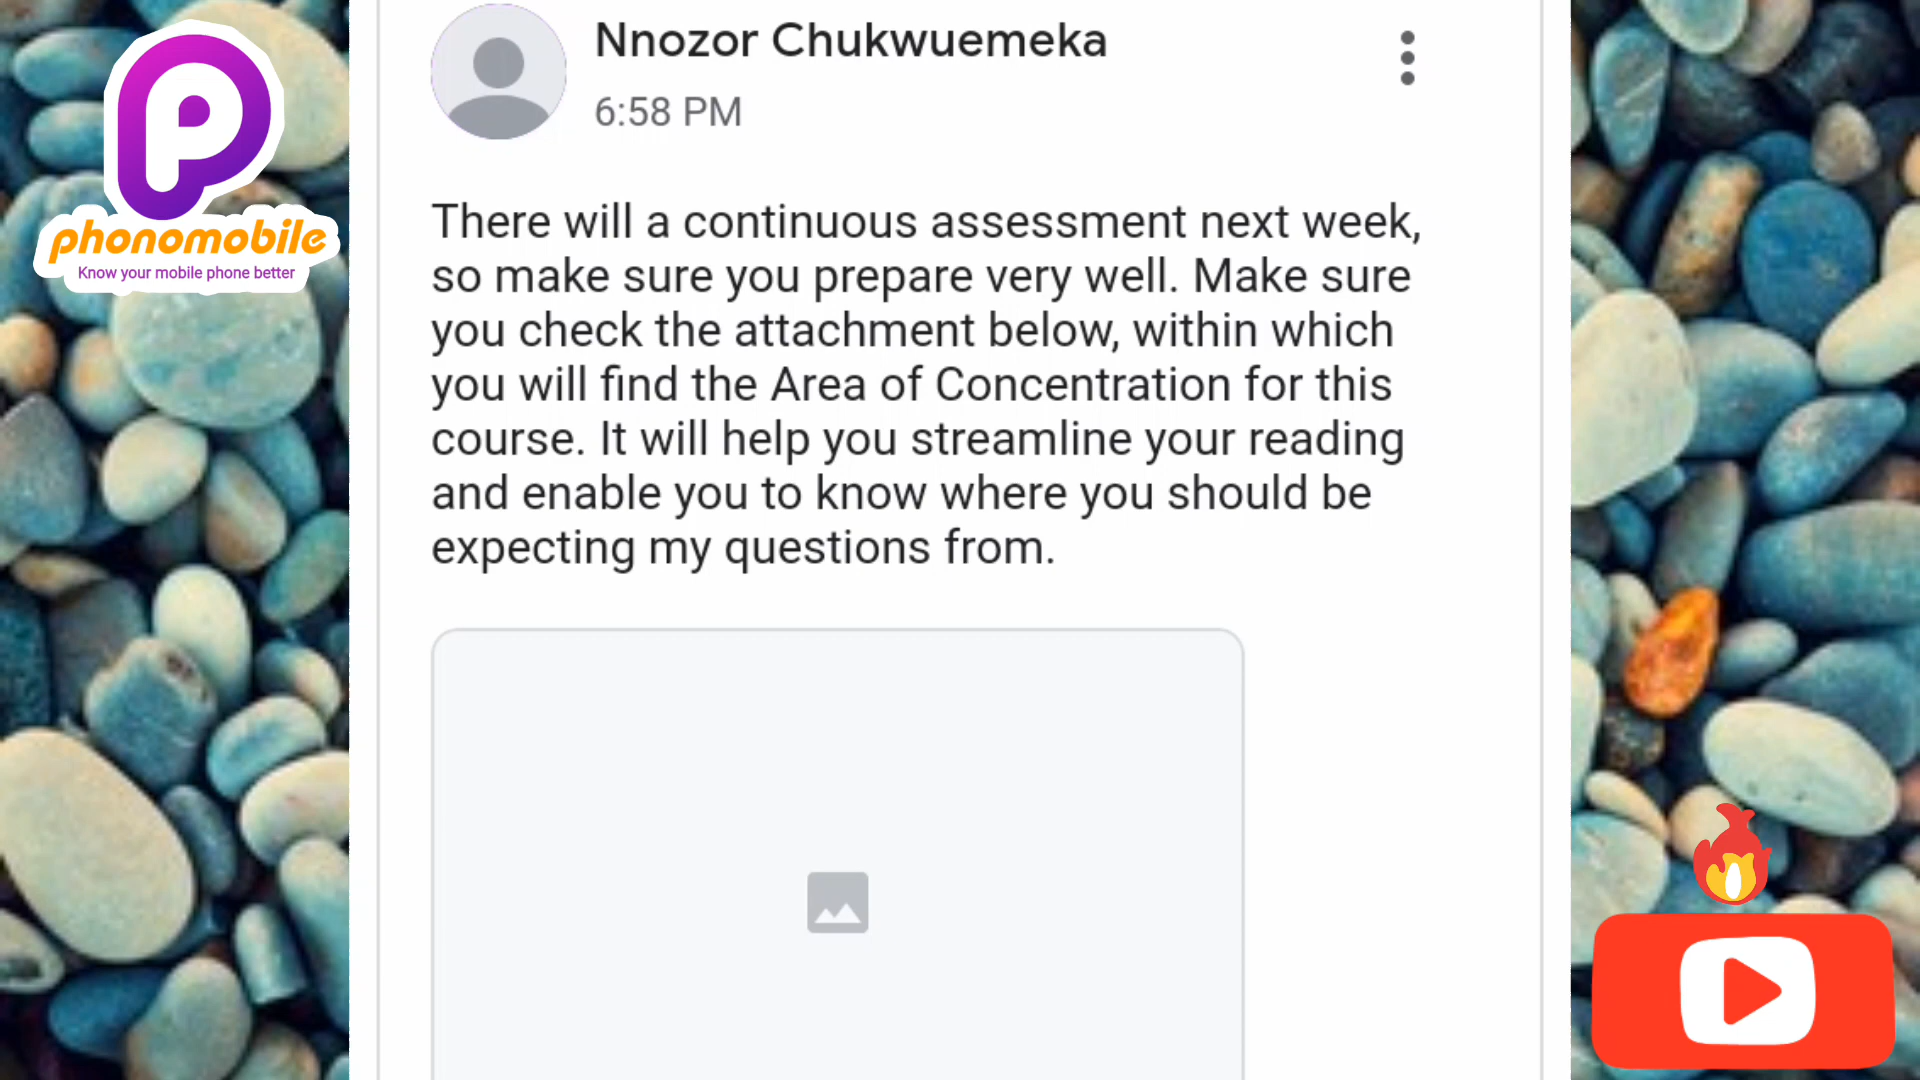 phonomobile
Know your mobile phone better
Nnozor Chukwuemeka
6:58 PM
There will a continuous assessment next week,
so make sure you prepare very well. Make sure
you check the attachment below, within which
you will find the Area of Concentration for this
course. It will help you streamline your reading
and enable you to know where you should be
expecting my questions from.